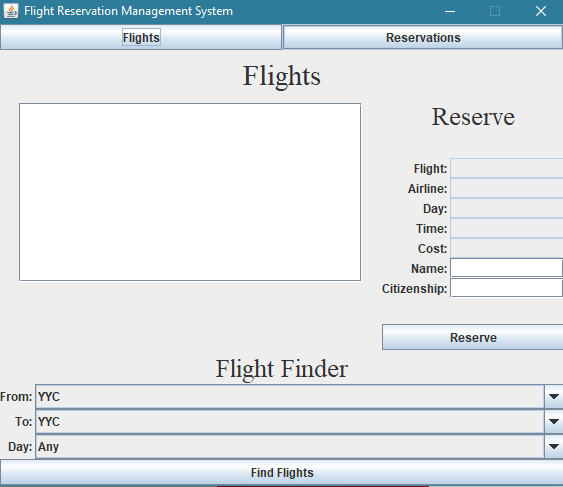 Flight Reservation Management System
Flights
Reservations
Flights
Reserve
Flight:
Airline:
Day:
Time:
Cost:
Name:
Citizenship:
Reserve
Flight Finder
From: YYC
To: YYC
Day: Any
Find Flights